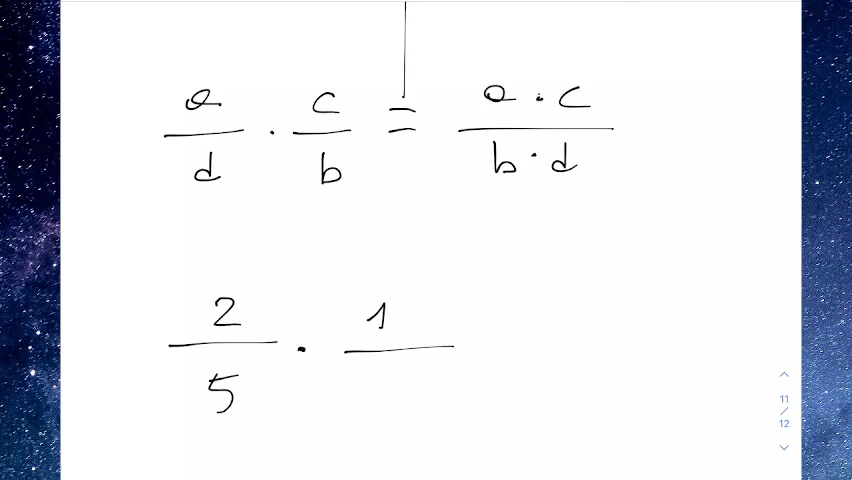 a/d · c/b = a · c / b · d
2/5 · 1/
11
/
12